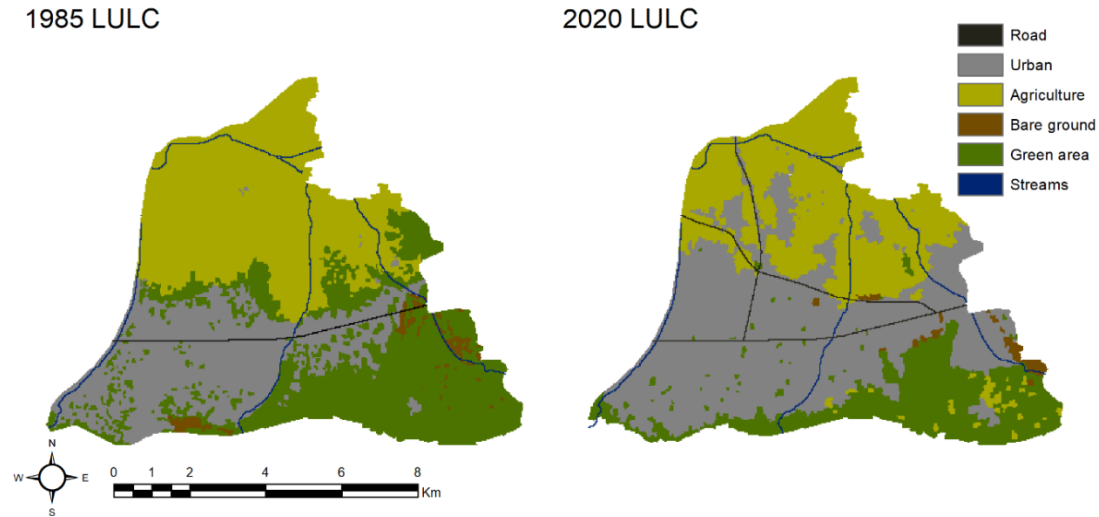 1985 LULC
2020 LULC
Road
Urban
Agriculture
Bare ground
Green area
Streams
N
W E
S
0 1 2 4 6 8
Km